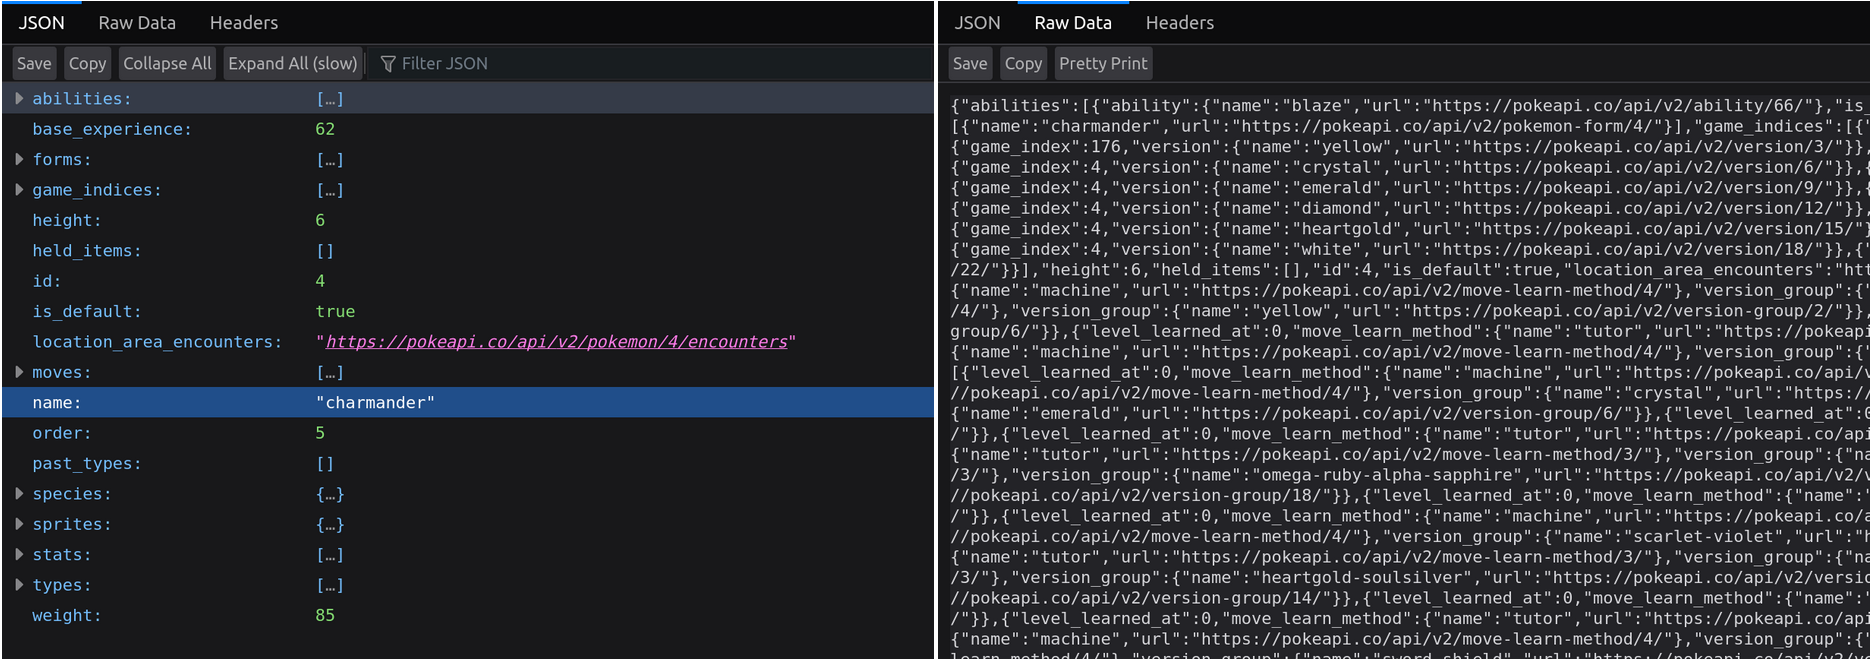 JSON Raw Data Headers
Save Copy Collapse All Expand All (slow) Filter JSON
abilities: […]
base_experience: 62
forms: […]
game_indices: […]
height: 6
held_items: []
id: 4
is_default: true
location_area_encounters: "https://pokeapi.co/api/v2/pokemon/4/encounters"
moves: […]
name: "charmander"
order: 5
past_types: []
species: {…}
sprites: {…}
stats: […]
types: […]
weight: 85
JSON Raw Data Headers
Save Copy Pretty Print
{"abilities":[{"ability":{"name":"blaze","url":"https://pokeapi.co/api/v2/ability/66/"},"is_
[{"name":"charmander","url":"https://pokeapi.co/api/v2/pokemon-form/4/"}],"game_indices":[{"
{"game_index":176,"version":{"name":"yellow","url":"https://pokeapi.co/api/v2/version/3/"}},
{"game_index":4,"version":{"name":"crystal","url":"https://pokeapi.co/api/v2/version/6/"}},{
{"game_index":4,"version":{"name":"emerald","url":"https://pokeapi.co/api/v2/version/9/"}},{
{"game_index":4,"version":{"name":"diamond","url":"https://pokeapi.co/api/v2/version/12/"}},
{"game_index":4,"version":{"name":"heartgold","url":"https://pokeapi.co/api/v2/version/15/"}
{"game_index":4,"version":{"name":"white","url":"https://pokeapi.co/api/v2/version/18/"}},{"
/22/"}}],"height":6,"held_items":[],"id":4,"is_default":true,"location_area_encounters":"htt
{"name":"machine","url":"https://pokeapi.co/api/v2/move-learn-method/4/"},"version_group":{"
/4/"},"version_group":{"name":"yellow","url":"https://pokeapi.co/api/v2/version-group/2/"}},
group/6/"}},{"level_learned_at":0,"move_learn_method":{"name":"tutor","url":"https://pokeapi
{"name":"machine","url":"https://pokeapi.co/api/v2/move-learn-method/4/"},"version_group":{"
[{"level_learned_at":0,"move_learn_method":{"name":"machine","url":"https://pokeapi.co/api/v
//pokeapi.co/api/v2/move-learn-method/4/"},"version_group":{"name":"crystal","url":"https://
{"name":"emerald","url":"https://pokeapi.co/api/v2/version-group/6/"}},{"level_learned_at":0
/"}},{"level_learned_at":0,"move_learn_method":{"name":"tutor","url":"https://pokeapi.co/api
{"name":"tutor","url":"https://pokeapi.co/api/v2/move-learn-method/3/"},"version_group":{"na
/3/"},"version_group":{"name":"omega-ruby-alpha-sapphire","url":"https://pokeapi.co/api/v2/v
//pokeapi.co/api/v2/version-group/18/"}},{"level_learned_at":0,"move_learn_method":{"name":"
/"}},{"level_learned_at":0,"move_learn_method":{"name":"machine","url":"https://pokeapi.co/a
//pokeapi.co/api/v2/move-learn-method/4/"},"version_group":{"name":"scarlet-violet","url":"h
{"name":"tutor","url":"https://pokeapi.co/api/v2/move-learn-method/3/"},"version_group":{"na
/3/"},"version_group":{"name":"heartgold-soulsilver","url":"https://pokeapi.co/api/v2/versio
//pokeapi.co/api/v2/version-group/14/"}},{"level_learned_at":0,"move_learn_method":{"name":"
/"}},{"level_learned_at":0,"move_learn_method":{"name":"tutor","url":"https://pokeapi.co/api
{"name":"machine","url":"https://pokeapi.co/api/v2/move-learn-method/4/"},"version_group":{"
learn-method/4/"},"version_group":{"name":"sword-shield","url":"https://pokeapi.co/api/v2/v